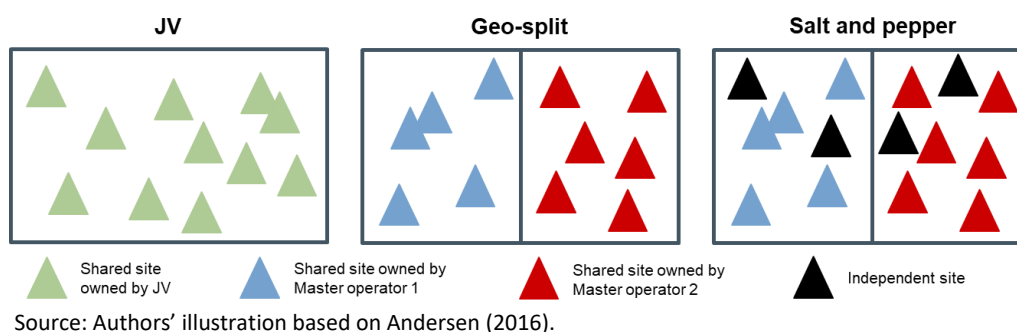 JV
Geo-split
Salt and pepper
Shared site
owned by JV
Shared site owned by
Master operator 1
Shared site owned by
Master operator 2
Independent site
Source: Authors’ illustration based on Andersen (2016).